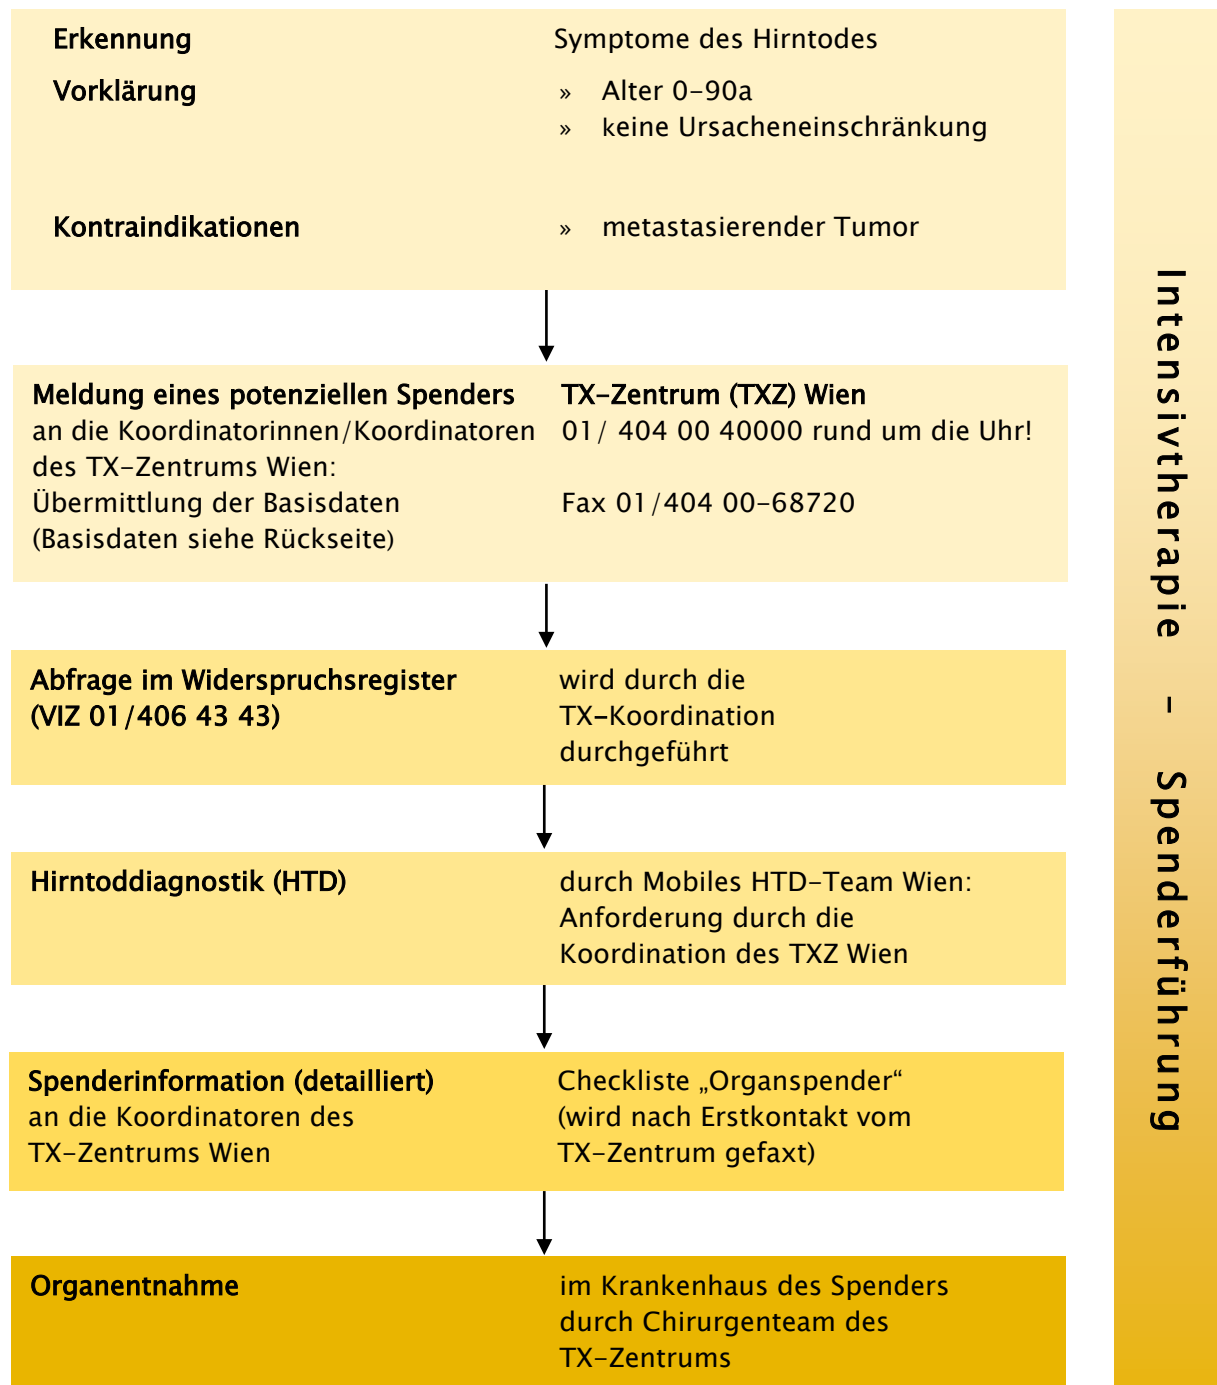 Erkennung Symptome des Hirntodes
Vorklärung » Alter 0-90a
» keine Ursacheneinschränkung
Kontraindikationen » metastasierender Tumor
Meldung eines potenziellen Spenders TX-Zentrum (TXZ) Wien
an die Koordinatorinnen/Koordinatoren 01/ 404 00 40000 rund um die Uhr!
des TX-Zentrums Wien:
Übermittlung der Basisdaten Fax 01/404 00-68720
(Basisdaten siehe Rückseite)
Abfrage im Widerspruchsregister wird durch die
(VIZ 01/406 43 43) TX-Koordination
durchgeführt
Hirntoddiagnostik (HTD) durch Mobiles HTD-Team Wien:
Anforderung durch die
Koordination des TXZ Wien
Spenderinformation (detailliert) Checkliste „Organspender“
an die Koordinatoren des (wird nach Erstkontakt vom
TX-Zentrums Wien TX-Zentrum gefaxt)
Organentnahme im Krankenhaus des Spenders
durch Chirurgenteam des
TX-Zentrums
Intensivtherapie - Spenderführung